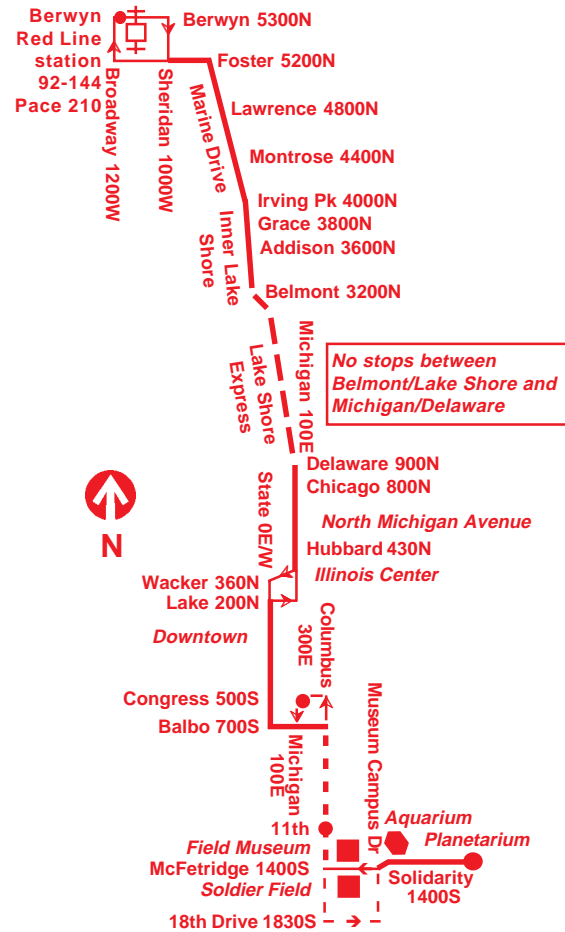 Berwyn
Red Line
station
92-144
Pace 210
Berwyn 5300N
Foster 5200N
Broadway 1200W
Sheridan 1000W
Marine Drive
Lawrence 4800N
Montrose 4400N
Irving Pk 4000N
Grace 3800N
Addison 3600N
Inner Lake
Shore
Belmont 3200N
Michigan 100E
Lake Shore
Express
No stops between
Belmont/Lake Shore and
Michigan/Delaware
Delaware 900N
Chicago 800N
State 0E/W
North Michigan Avenue
N
Hubbard 430N
Illinois Center
Wacker 360N
Lake 200N
Columbus
300E
Downtown
Congress 500S
Balbo 700S
Michigan
100E
Museum Campus Dr
11th
Aquarium
Planetarium
Field Museum
McFetridge 1400S
Soldier Field
Solidarity
1400S
18th Drive 1830S